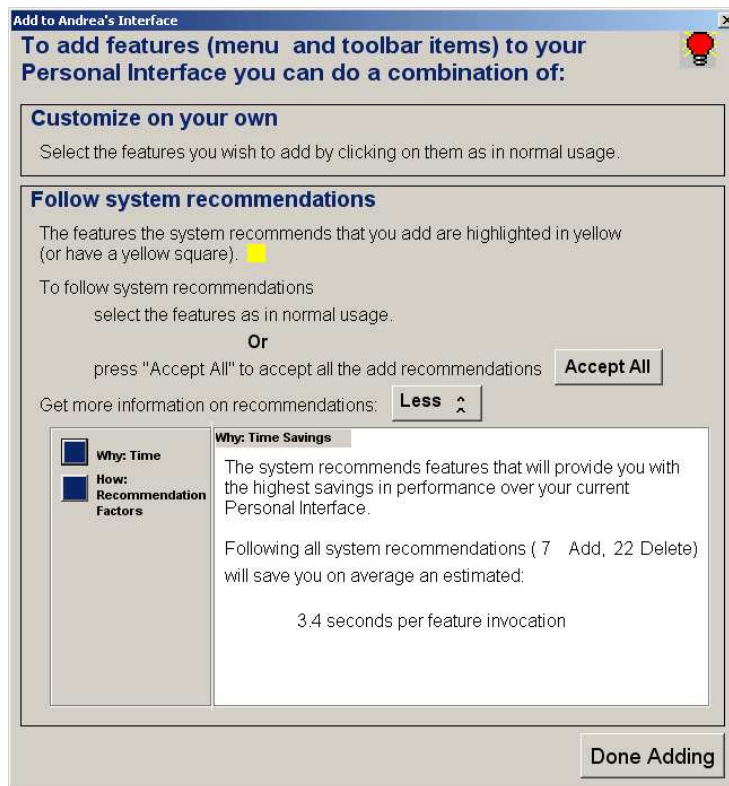 Add to Andrea's Interface
To add features (menu and toolbar items) to your
Personal Interface you can do a combination of:
Customize on your own
Select the features you wish to add by clicking on them as in normal usage.
Follow system recommendations
The features the system recommends that you add are highlighted in yellow
(or have a yellow square).
To follow system recommendations
select the features as in normal usage.
Or
press "Accept All" to accept all the add recommendations
Accept All
Get more information on recommendations:
Less
Why: Time
How:
Recommendation
Factors
Why: Time Savings
The system recommends features that will provide you with
the highest savings in performance over your current
Personal Interface.
Following all system recommendations ( 7 Add, 22 Delete)
will save you on average an estimated:
3.4 seconds per feature invocation
Done Adding